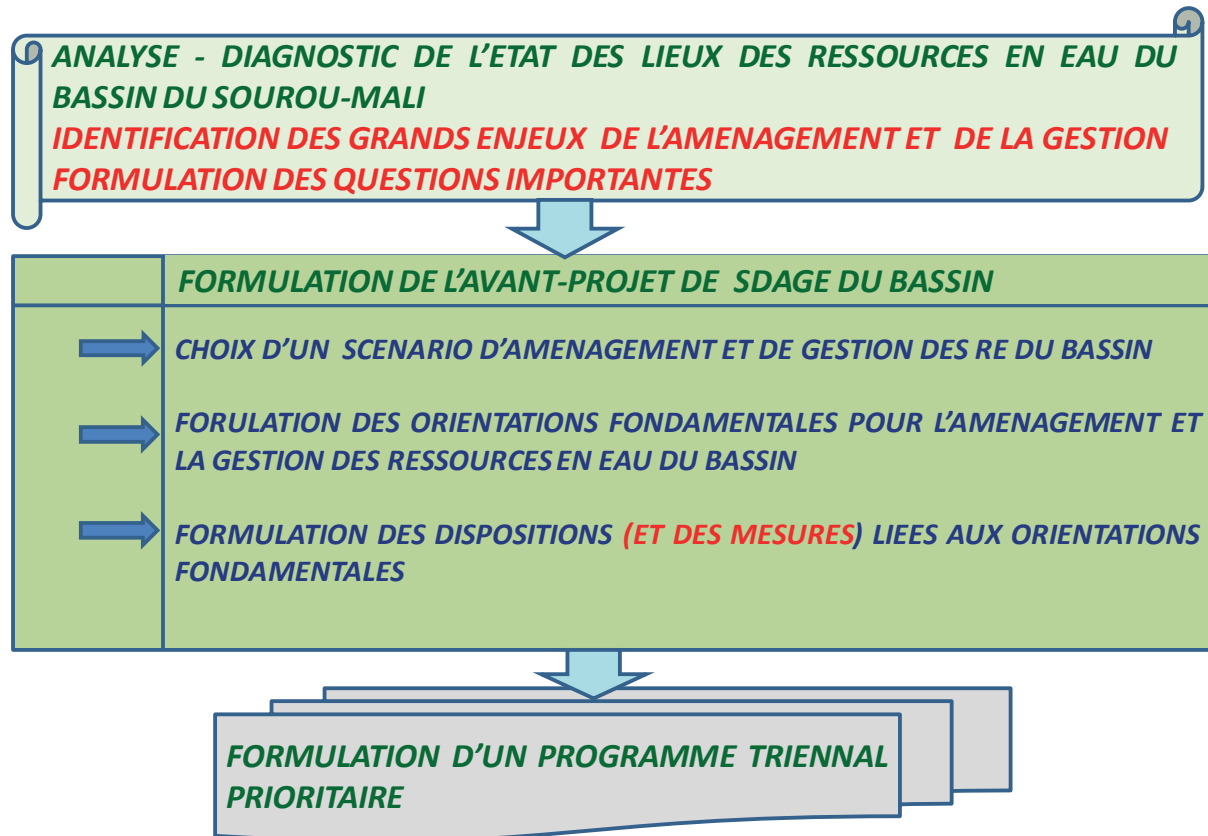 ANALYSE - DIAGNOSTIC DE L'ETAT DES LIEUX DES RESSOURCES EN EAU DU
BASSIN DU SOUROU-MALI
IDENTIFICATION DES GRANDS ENJEUX DE L'AMENAGEMENT ET DE LA GESTION
FORMULATION DES QUESTIONS IMPORTANTES
FORMULATION DE L'AVANT-PROJET DE SDAGE DU BASSIN
CHOIX D'UN SCENARIO D'AMENAGEMENT ET DE GESTION DES RE DU BASSIN
FORULATION DES ORIENTATIONS FONDAMENTALES POUR L'AMENAGEMENT ET
LA GESTION DES RESSOURCES EN EAU DU BASSIN
FORMULATION DES DISPOSITIONS (ET DES MESURES) LIEES AUX ORIENTATIONS
FONDAMENTALES
FORMULATION D'UN PROGRAMME TRIENNAL
PRIORITAIRE